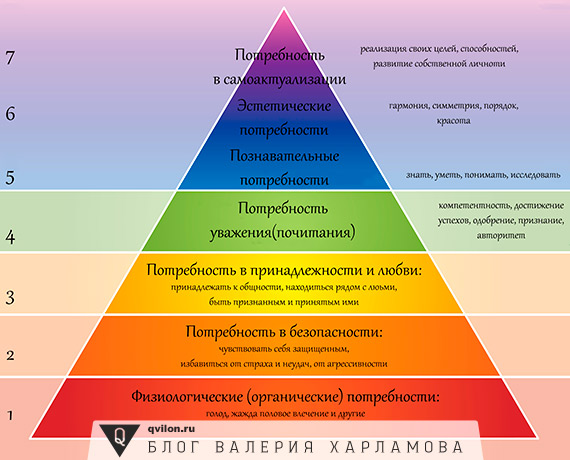 7
Потребность
в самоактуализации
реализация своих целей, способностей,
развитие собственной личноти
6
Эстетические
потребности
гармония, симметрия, порядок,
красота
5
Познавательные
потребности
знать, уметь, понимать, исследовать
4
Потребность
уважения(почитания)
компетентность, достижение
успехов, одобрение, признание,
авторитет
3
Потребность в принадлежности и любви:
принадлежать к общности, находиться рядом с люьми,
быть признанным и принятым ими
2
Потребность в безопасности:
чувствовать себя защищенным,
избавиться от страха и неудач, от агрессивности
1
Физиологические (органические) потребности:
голод, жажда половое влечение и другие
Q
qvilon.ru
БЛОГ ВАЛЕРИЯ ХАРЛАМОВА